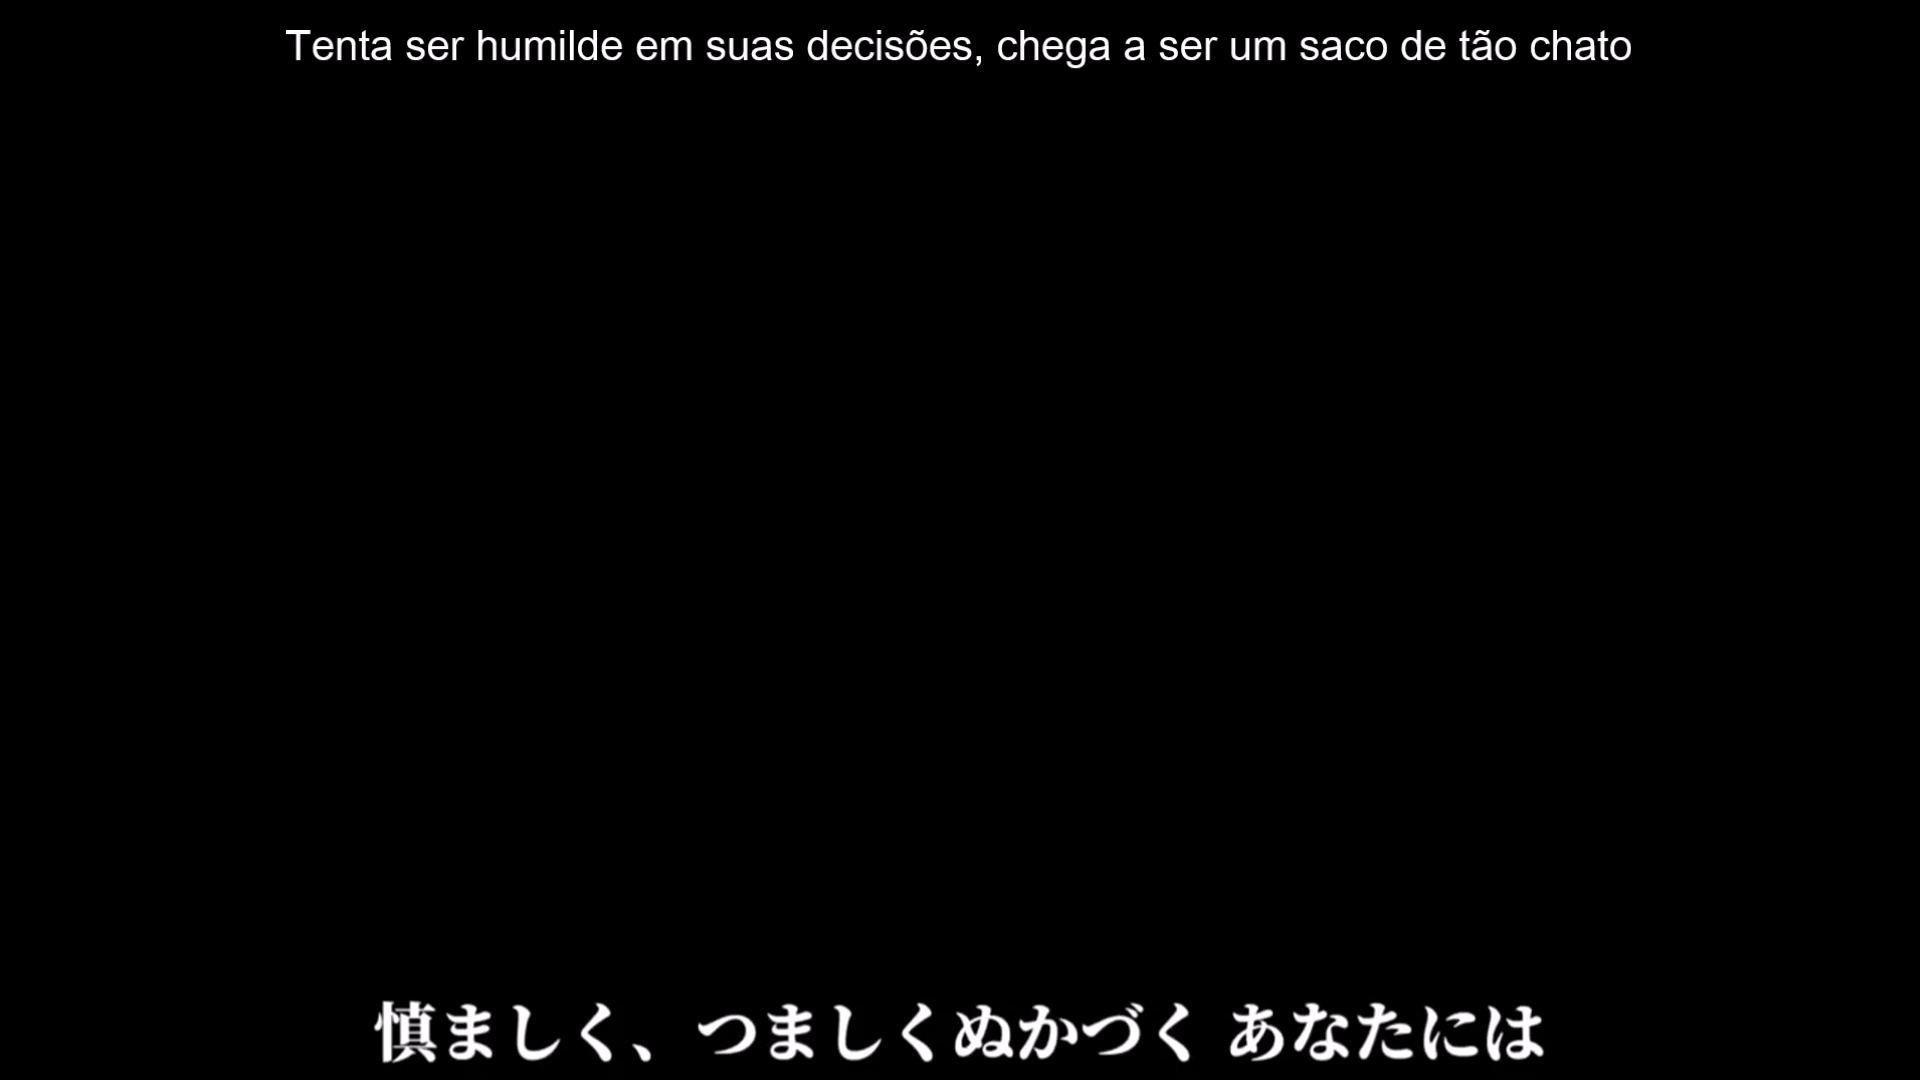 Tenta ser humilde em suas decisões, chega a ser um saco de tão chato
慎ましく、つましくぬかづく あなたには